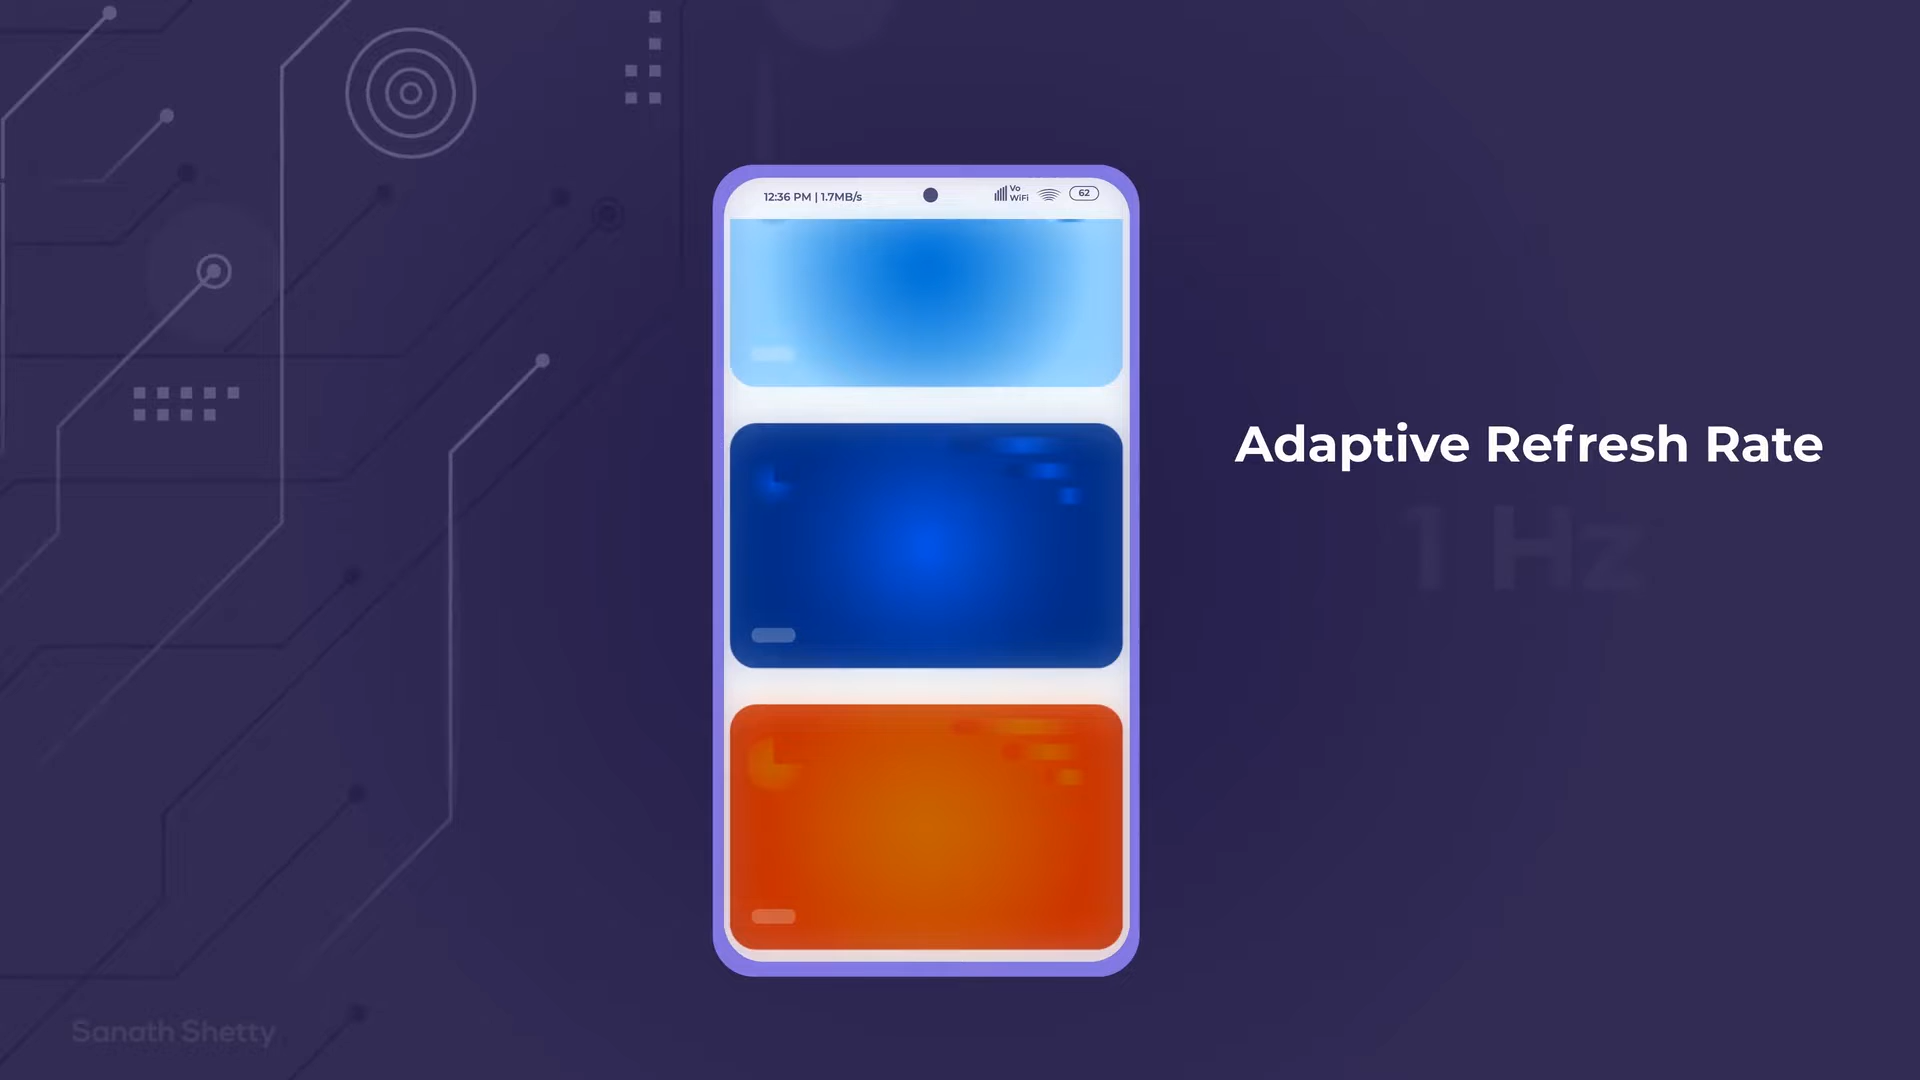 12:36 PM | 1.7MB/s
Vo
WiFi
62
Adaptive Refresh Rate
1 Hz
Sanath Shetty